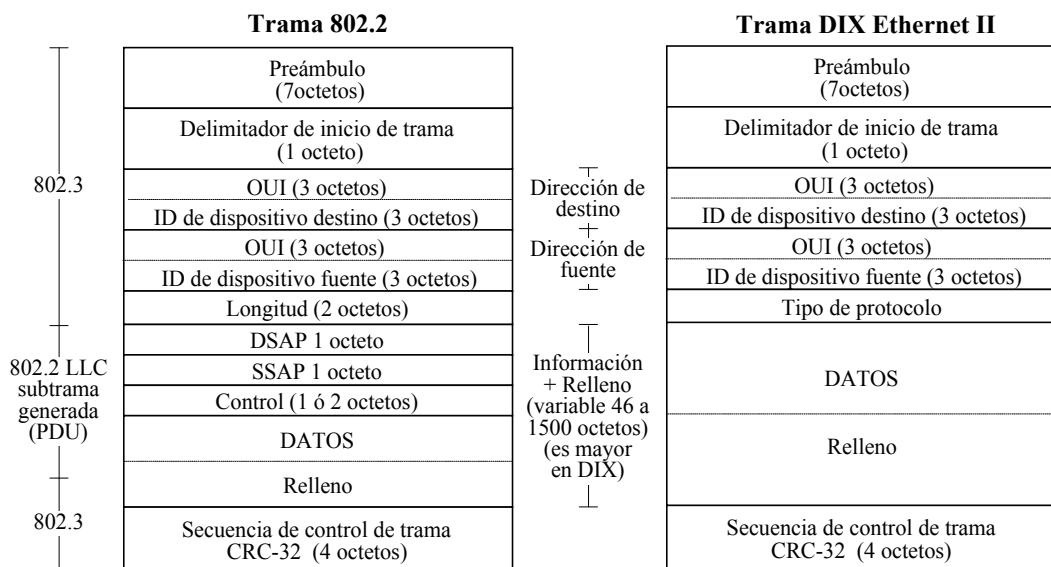 Trama 802.2
Trama DIX Ethernet II
802.3
802.2 LLC
subtrama
generada
(PDU)
802.3
Preámbulo
(7octetos)
Delimitador de inicio de trama
(1 octeto)
OUI (3 octetos)
ID de dispositivo destino (3 octetos)
OUI (3 octetos)
ID de dispositivo fuente (3 octetos)
Longitud (2 octetos)
DSAP 1 octeto
SSAP 1 octeto
Control (1 ó 2 octetos)
DATOS
Relleno
Secuencia de control de trama
CRC-32 (4 octetos)
Dirección de
destino
Dirección de
fuente
Información
+ Relleno
(variable 46 a
1500 octetos)
(es mayor
en DIX)
Preámbulo
(7octetos)
Delimitador de inicio de trama
(1 octeto)
OUI (3 octetos)
ID de dispositivo destino (3 octetos)
OUI (3 octetos)
ID de dispositivo fuente (3 octetos)
Tipo de protocolo
DATOS
Relleno
Secuencia de control de trama
CRC-32 (4 octetos)